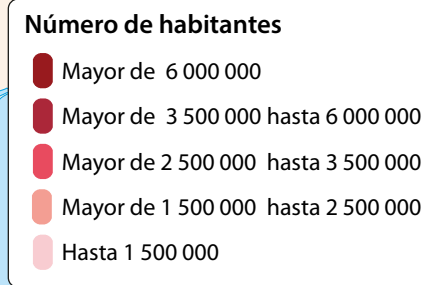 Número de habitantes
Mayor de 6 000 000
Mayor de 3 500 000 hasta 6 000 000
Mayor de 2 500 000 hasta 3 500 000
Mayor de 1 500 000 hasta 2 500 000
Hasta 1 500 000